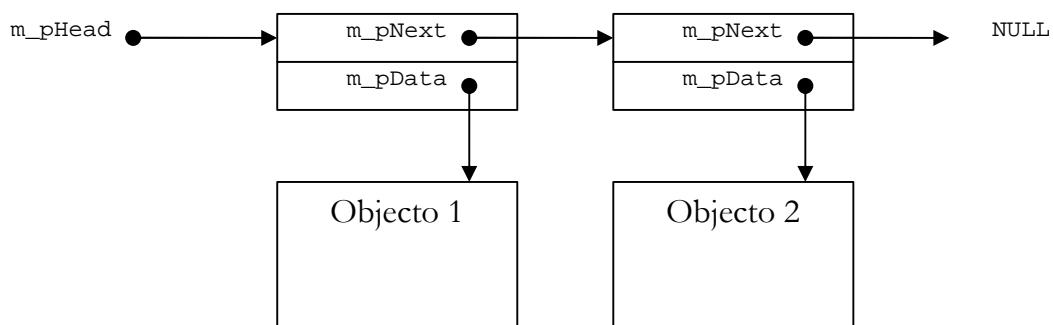 m_pHead m_pNext m_pNext NULL
m_pData m_pData
Objecto 1 Objecto 2